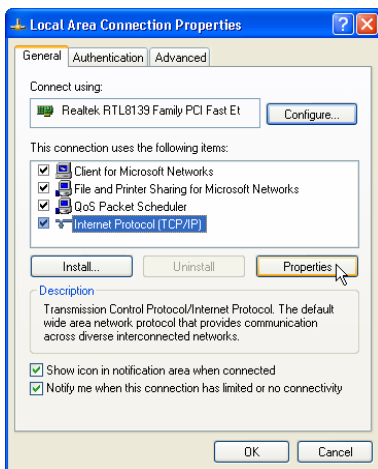 Local Area Connection Properties
General Authentication Advanced
Connect using:
Realtek RTL8139 Family PCI Fast Et Configure...
This connection uses the following items:
Client for Microsoft Networks
File and Printer Sharing for Microsoft Networks
QoS Packet Scheduler
Internet Protocol (TCP/IP)
Install... Uninstall Properties
Description
Transmission Control Protocol/Internet Protocol. The default
wide area network protocol that provides communication
across diverse interconnected networks.
Show icon in notification area when connected
Notify me when this connection has limited or no connectivity
OK Cancel